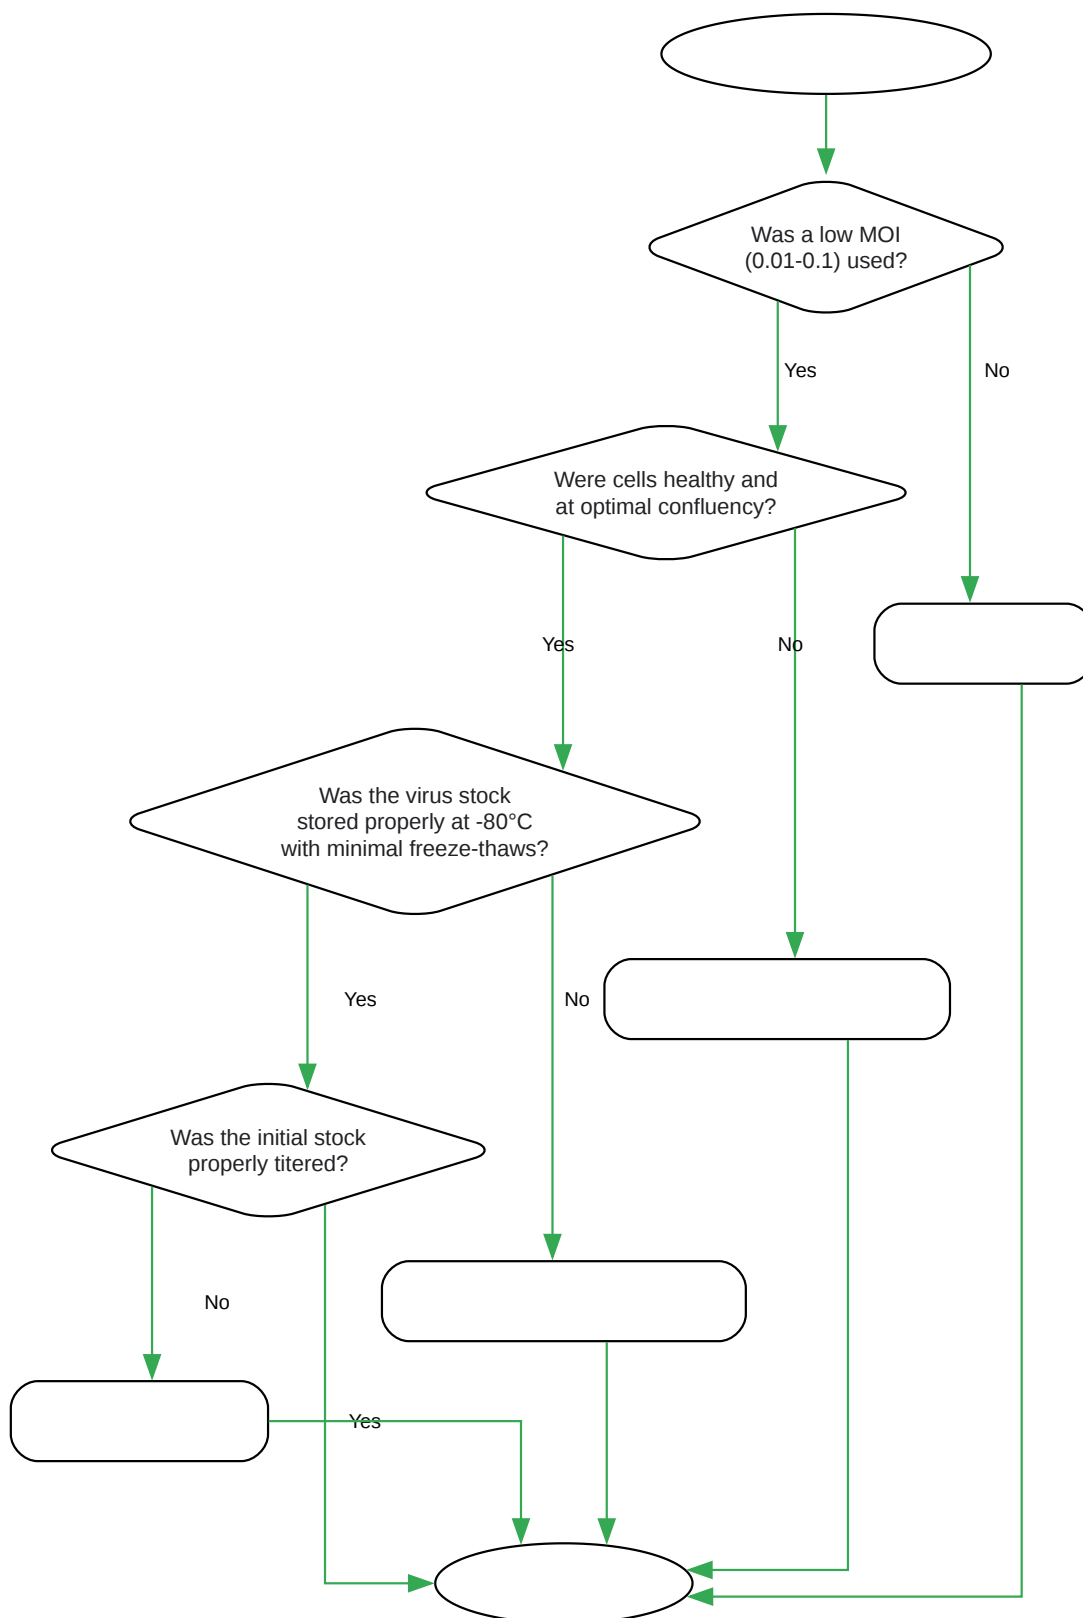 Was a low MOI
(0.01-0.1) used?
Yes
No
Were cells healthy and
at optimal confluency?
Yes
No
Was the virus stock
stored properly at -80°C
with minimal freeze-thaws?
Yes
No
Was the initial stock
properly titered?
No
Yes